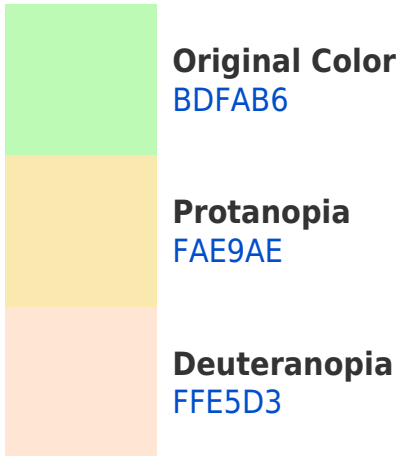 Original Color
BDFAB6
Protanopia
FAE9AE
Deuteranopia
FFE5D3